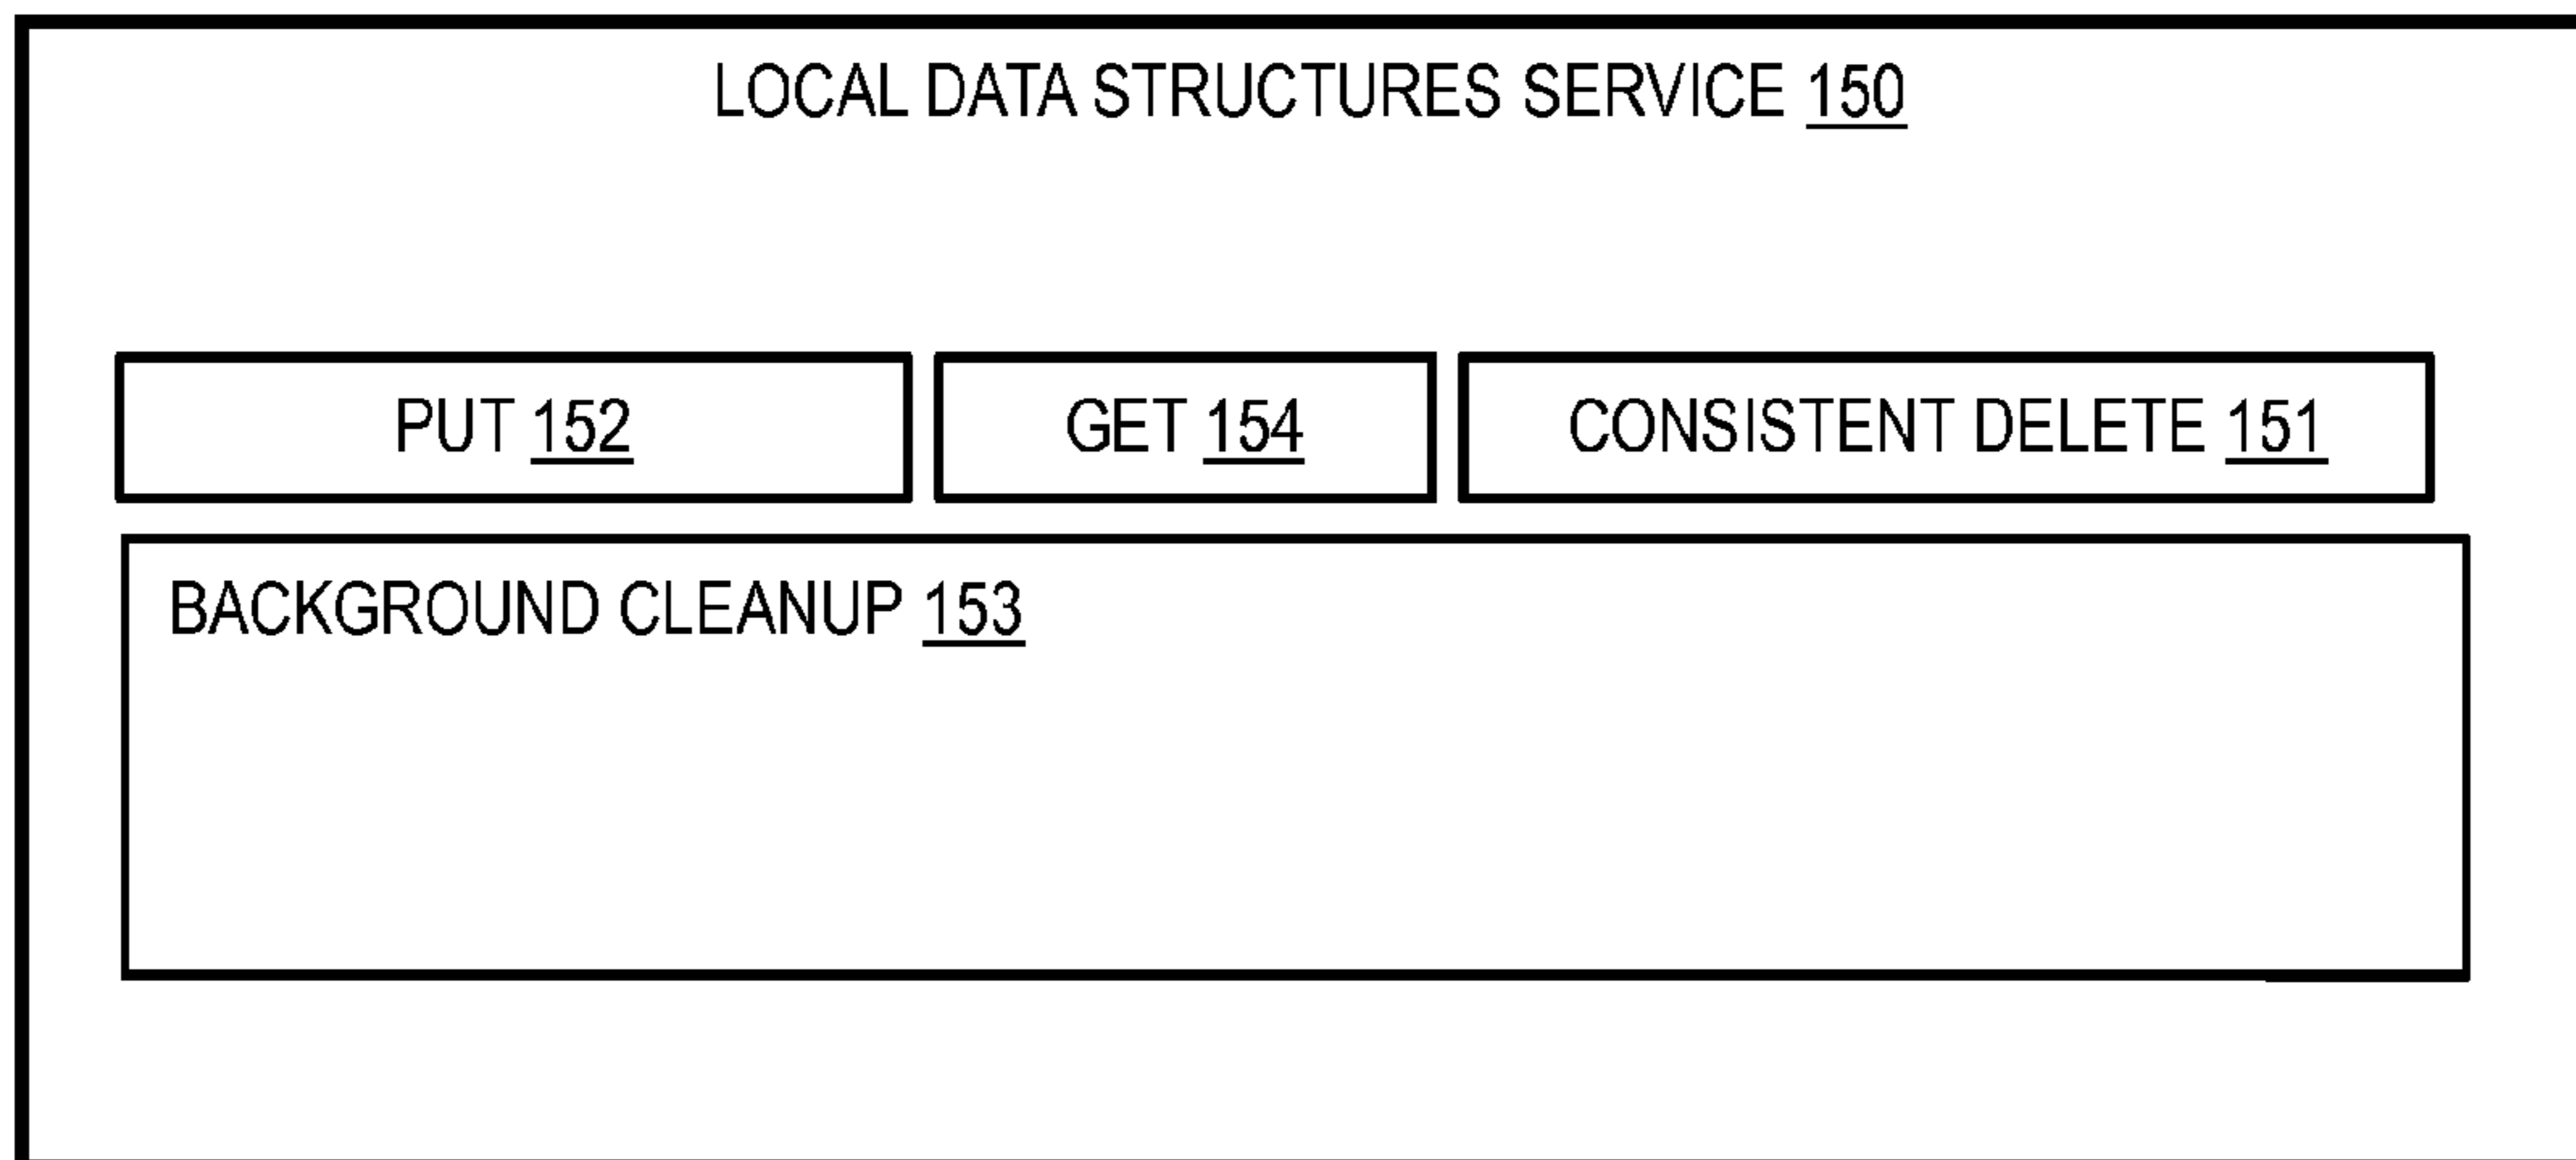 LOCAL DATA STRUCTURES SERVICE 150
PUT 152
GET 154
CONSISTENT DELETE 151
BACKGROUND CLEANUP 153